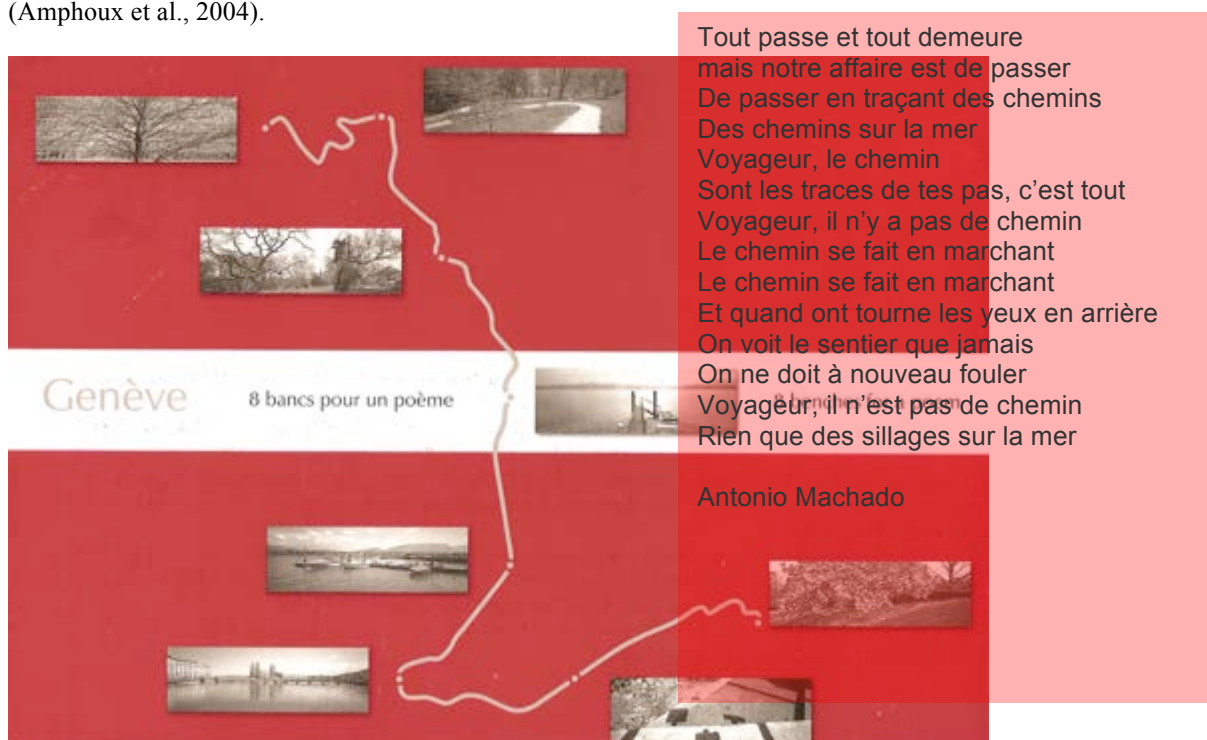 (Amphoux et al., 2004).
Tout passe et tout demeure
mais notre affaire est de passer
De passer en traçant des chemins
Des chemins sur la mer
Voyageur, le chemin
Sont les traces de tes pas, c’est tout
Voyageur, il n’y a pas de chemin
Le chemin se fait en marchant
Le chemin se fait en marchant
Et quand ont tourne les yeux en arrière
On voit le sentier que jamais
On ne doit à nouveau fouler
Voyageur, il n’est pas de chemin
Rien que des sillages sur la mer
Antonio Machado
Genève
8 bancs pour un poème
8 benches for a poem